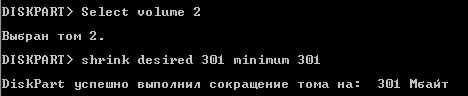 DISKPART> Select volume 2
Выбран том 2.
DISKPART> shrink desired 301 minimum 301
DiskPart успешно выполнил сокращение тома на:  301 Мбайт